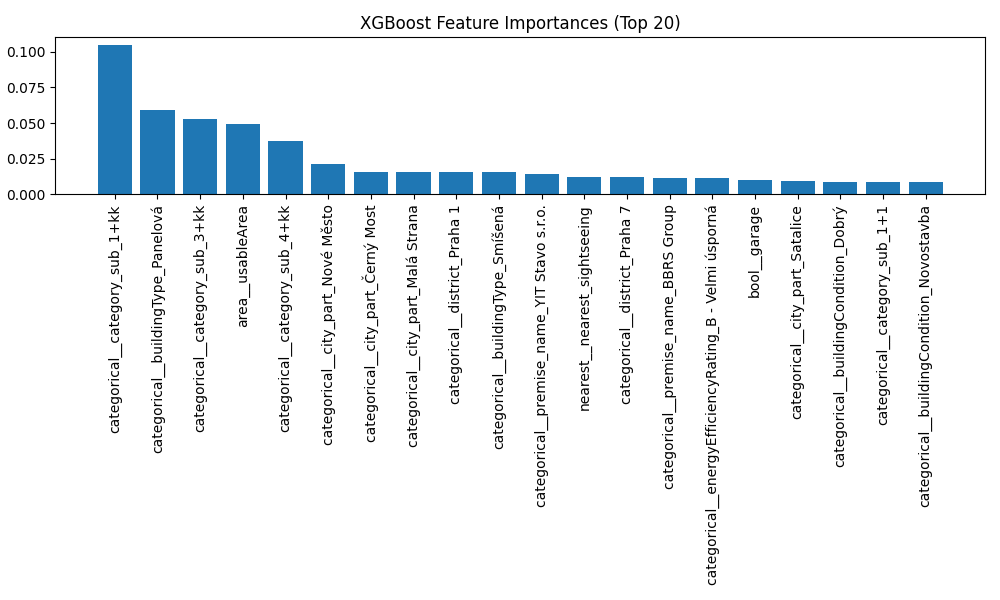 XGBoost Feature Importances (Top 20)
0.100
0.075
0.050
0.025
0.000
categorical__category_sub_1+kk
categorical__buildingType_Panelová
categorical__category_sub_3+kk
area__usableArea
categorical__category_sub_4+kk
categorical__city_part_Nové Město
categorical__city_part_Černý Most
categorical__city_part_Malá Strana
categorical__district_Praha 1
categorical__buildingType_Smíšená
categorical__premise_name_YIT Stavo s.r.o.
nearest__nearest_sightseeing
categorical__district_Praha 7
categorical__premise_name_BBRS Group
categorical__energyEfficiencyRating_B - Velmi úsporná
bool__garage
categorical__city_part_Satalice
categorical__buildingCondition_Dobrý
categorical__category_sub_1+1
categorical__buildingCondition_Novostavba